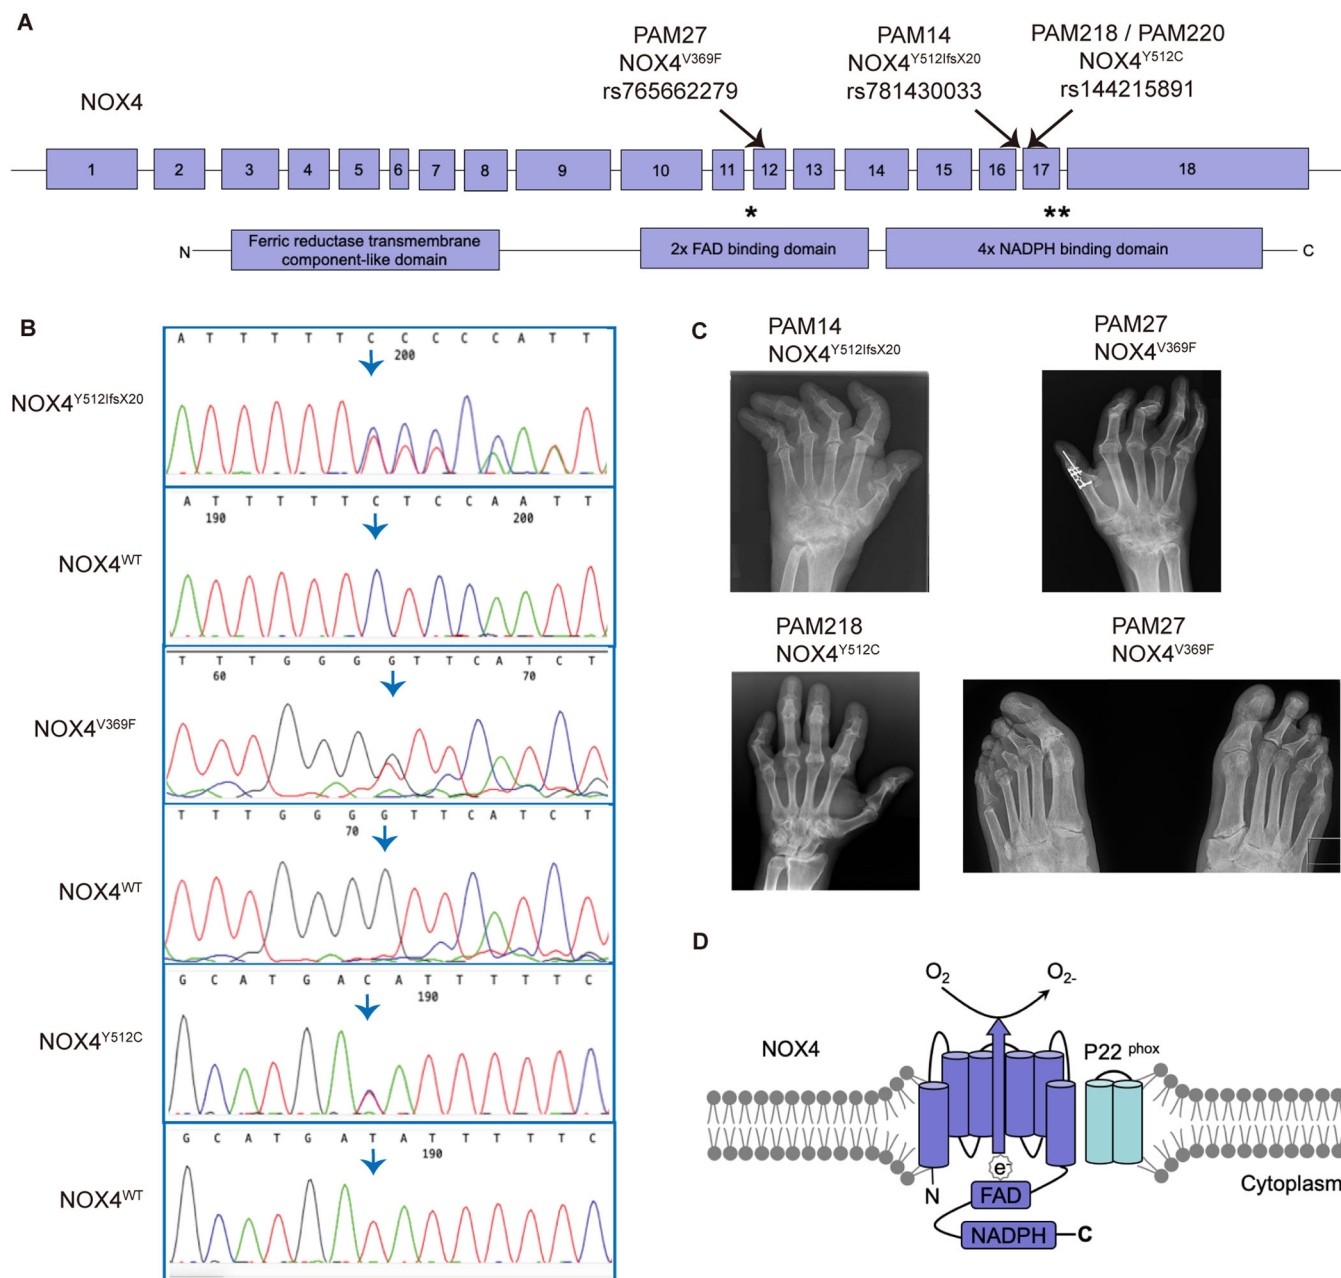 A
PAM27
NOX4V369F
rs765662279
PAM14
NOX4Y512IfsX20
rs781430033
PAM218 / PAM220
NOX4Y512C
rs144215891
NOX4
1 2 3 4 5 6 7 8 9 10 11 12 13 14 15 16 17 18
* **
N
Ferric reductase transmembrane
component-like domain
2x FAD binding domain
4x NADPH binding domain
C
B
NOX4Y512IfsX20
A T T T T T C C C C C A T T
200
NOX4WT
A T T T T T C T C C A A T T
190 200
NOX4V369F
T T T G G G G T T C A T C T
60 70
NOX4WT
T T T G G G G T T C A T C T
70
NOX4Y512C
G C A T G A C A T T T T T C
190
NOX4WT
G C A T G A T A T T T T T C
190
C
PAM14
NOX4Y512IfsX20
PAM27
NOX4V369F
PAM218
NOX4Y512C
PAM27
NOX4V369F
D
O2
O2-
NOX4
P22 phox
e-
N
FAD
Cytoplasm
NADPH
C